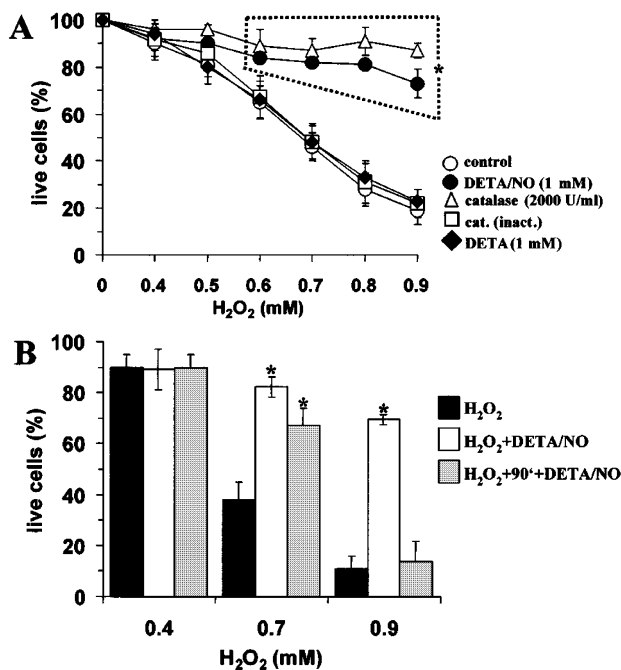 A
live cells (%)
100
80
60
40
20
0
*
control
DETA/NO (1 mM)
catalase (2000 U/ml)
cat. (inact.)
DETA (1 mM)
0 0.4 0.5 0.6 0.7 0.8 0.9
H₂O₂ (mM)
B
live cells (%)
100
80
60
40
20
0
* * *
H₂O₂
H₂O₂+DETA/NO
H₂O₂+90‘+DETA/NO
0.4 0.7 0.9
H₂O₂ (mM)